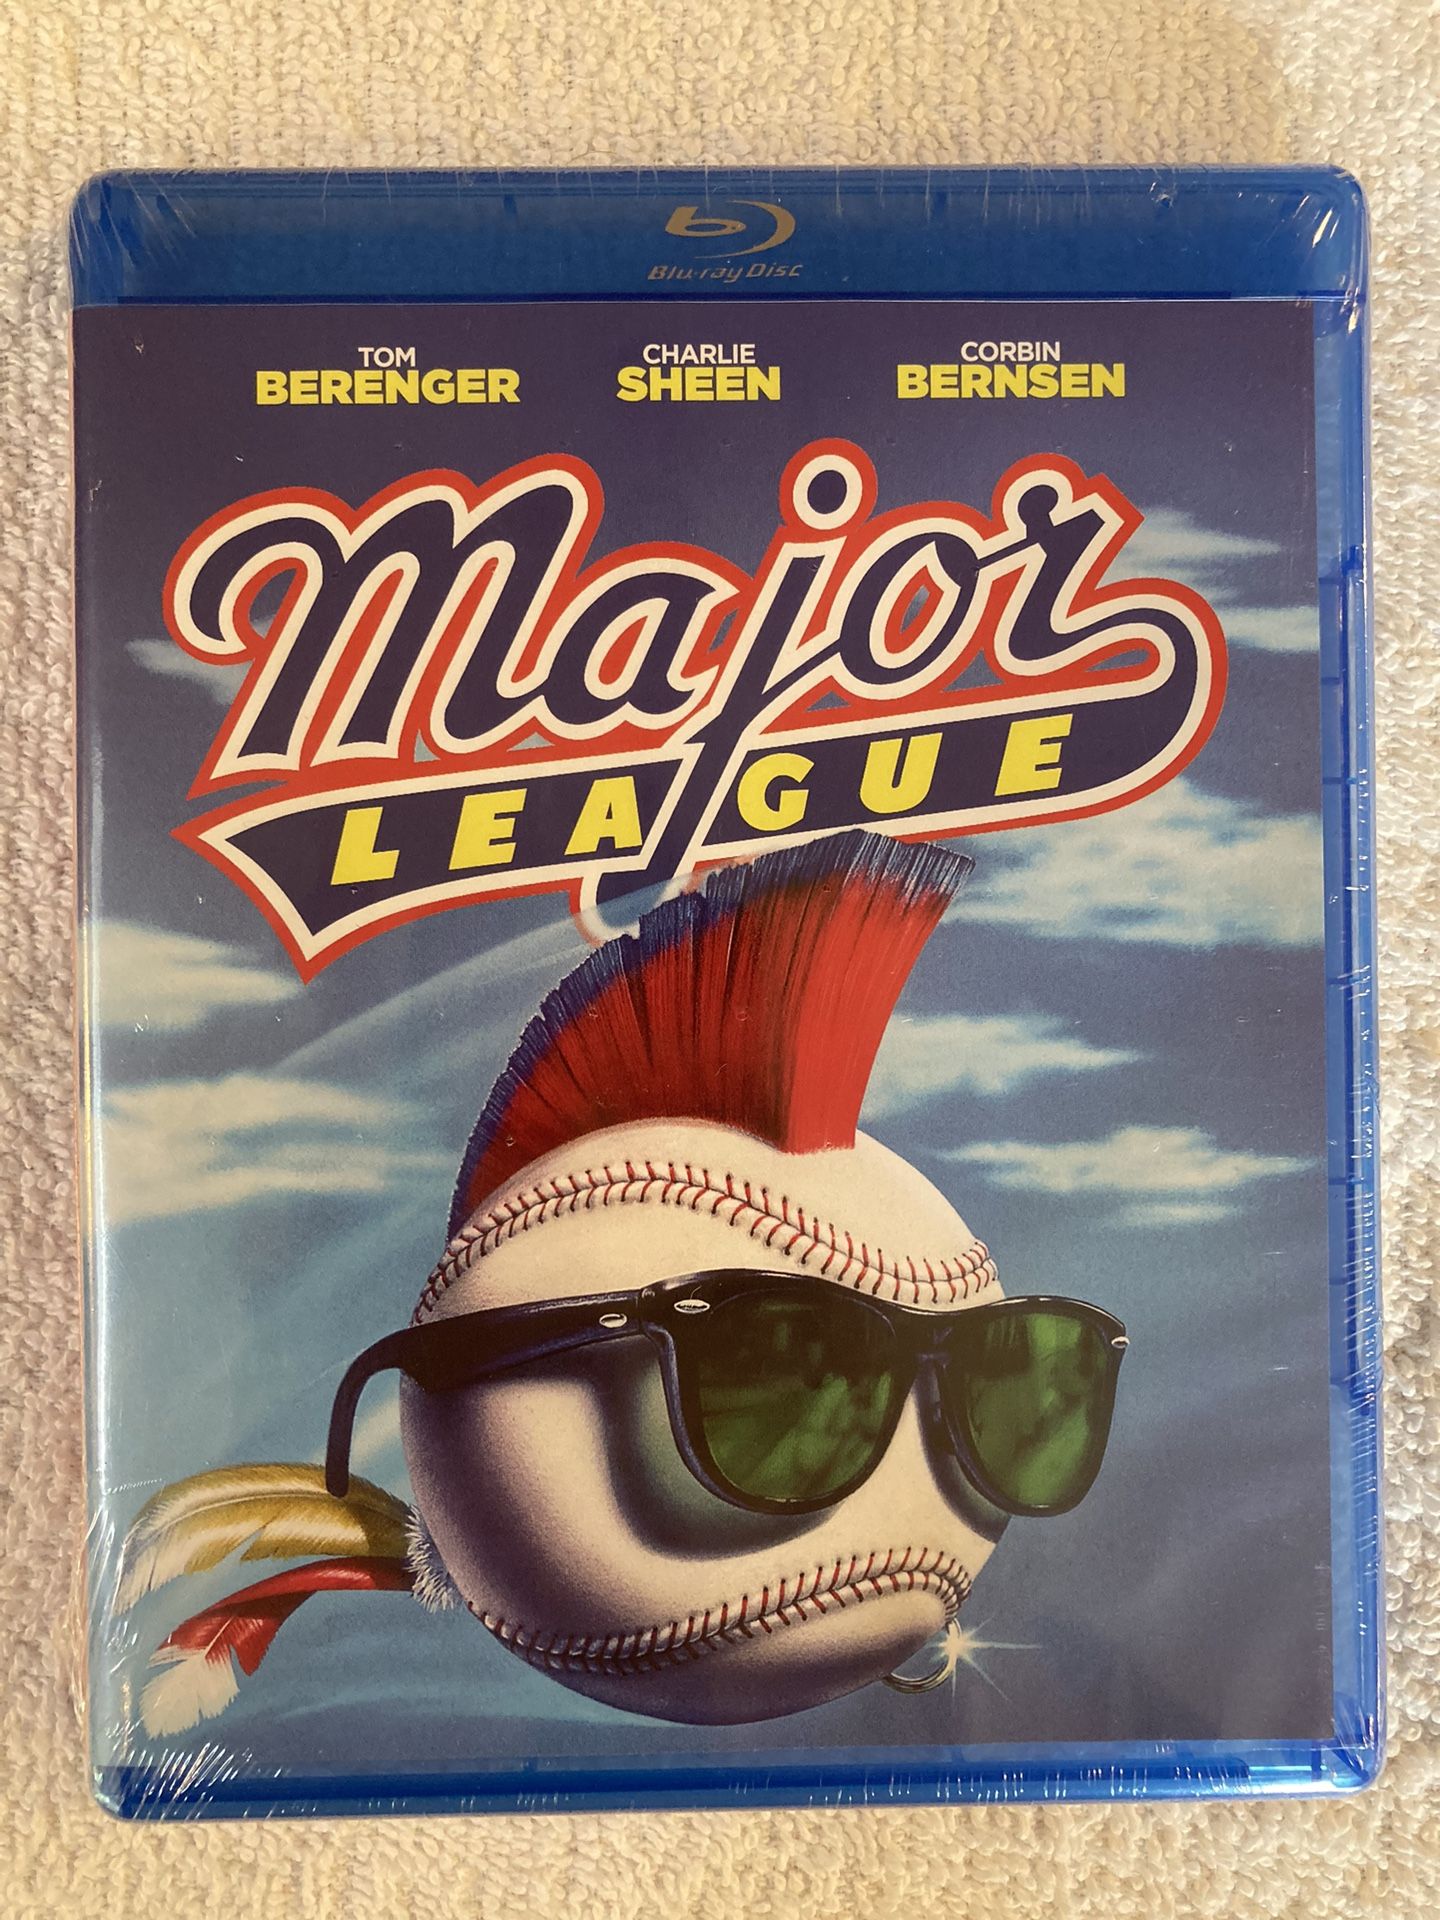 Blu-ray Disc
TOM BERENGER
CHARLIE SHEEN
CORBIN BERNSEN
Major
LEAGUE